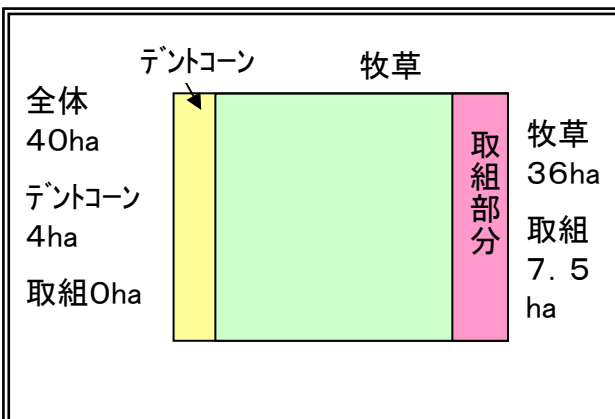 デントコーン
牧草
全体
40ha
デントコーン
4ha
取組0ha
取組部分
牧草
36ha
取組
7.5
ha